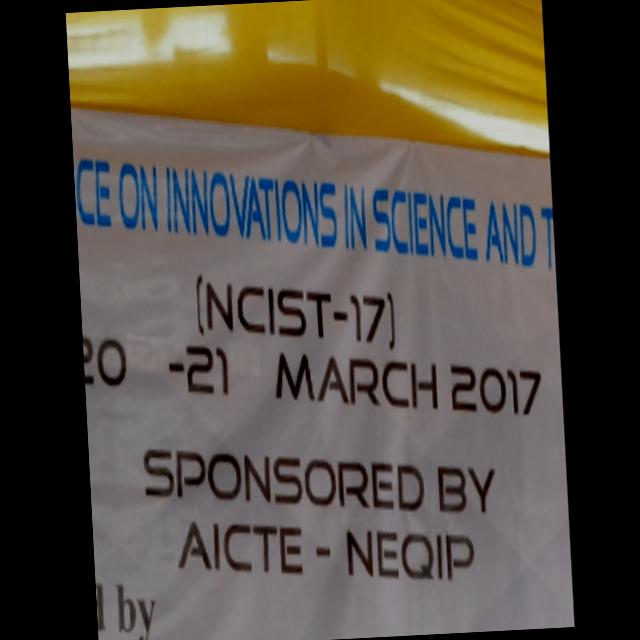 CE ON INNOVATIONS IN SCIENCE AND T
(NCIST-17)
20 -21 MARCH 2017
SPONSORED BY
AICTE - NEQIP
d by